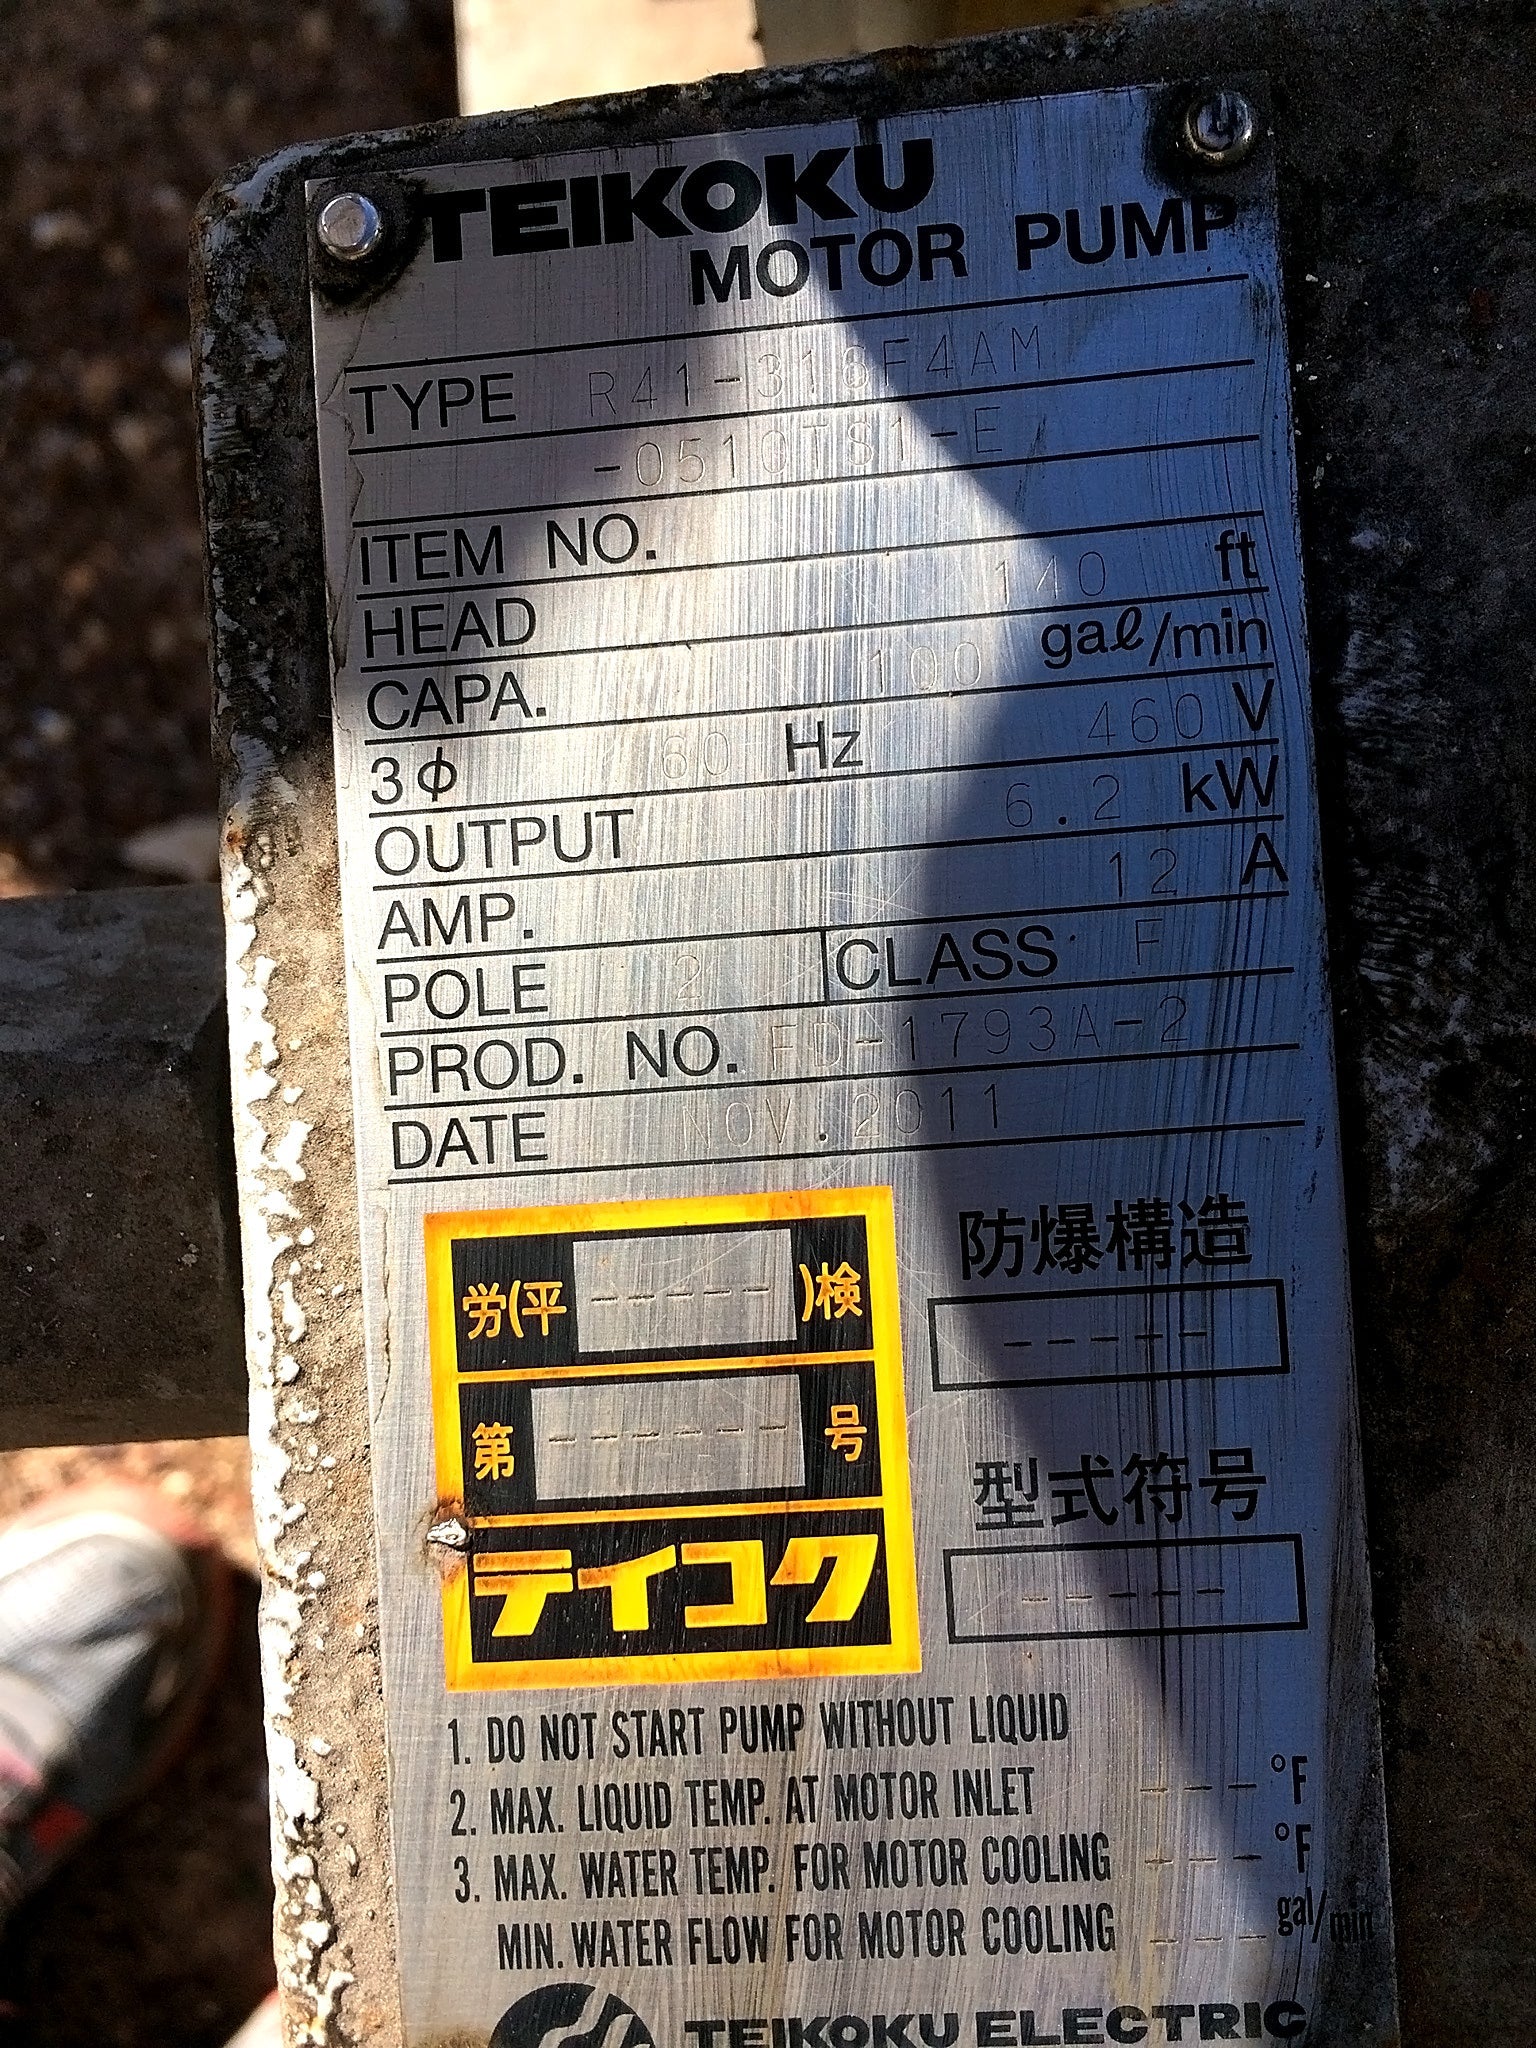 TEIKOKU
MOTOR PUMP
TYPE R41-316F4AM
-0510TS1-E
ITEM NO.
HEAD 140 ft
CAPA. 100 gal/min
3φ 60 Hz 460 V
OUTPUT 6.2 kW
AMP. 12 A
POLE 2 CLASS F
PROD. NO. FD-1793A-2
DATE NOV.2011
労(平 ----- )検
第 ------ 号
テイコク
防爆構造
-----
型式符号
-----
1. DO NOT START PUMP WITHOUT LIQUID
2. MAX. LIQUID TEMP. AT MOTOR INLET --- °F
3. MAX. WATER TEMP. FOR MOTOR COOLING --- °F
MIN. WATER FLOW FOR MOTOR COOLING --- gal/min
TEIKOKU ELECTRIC